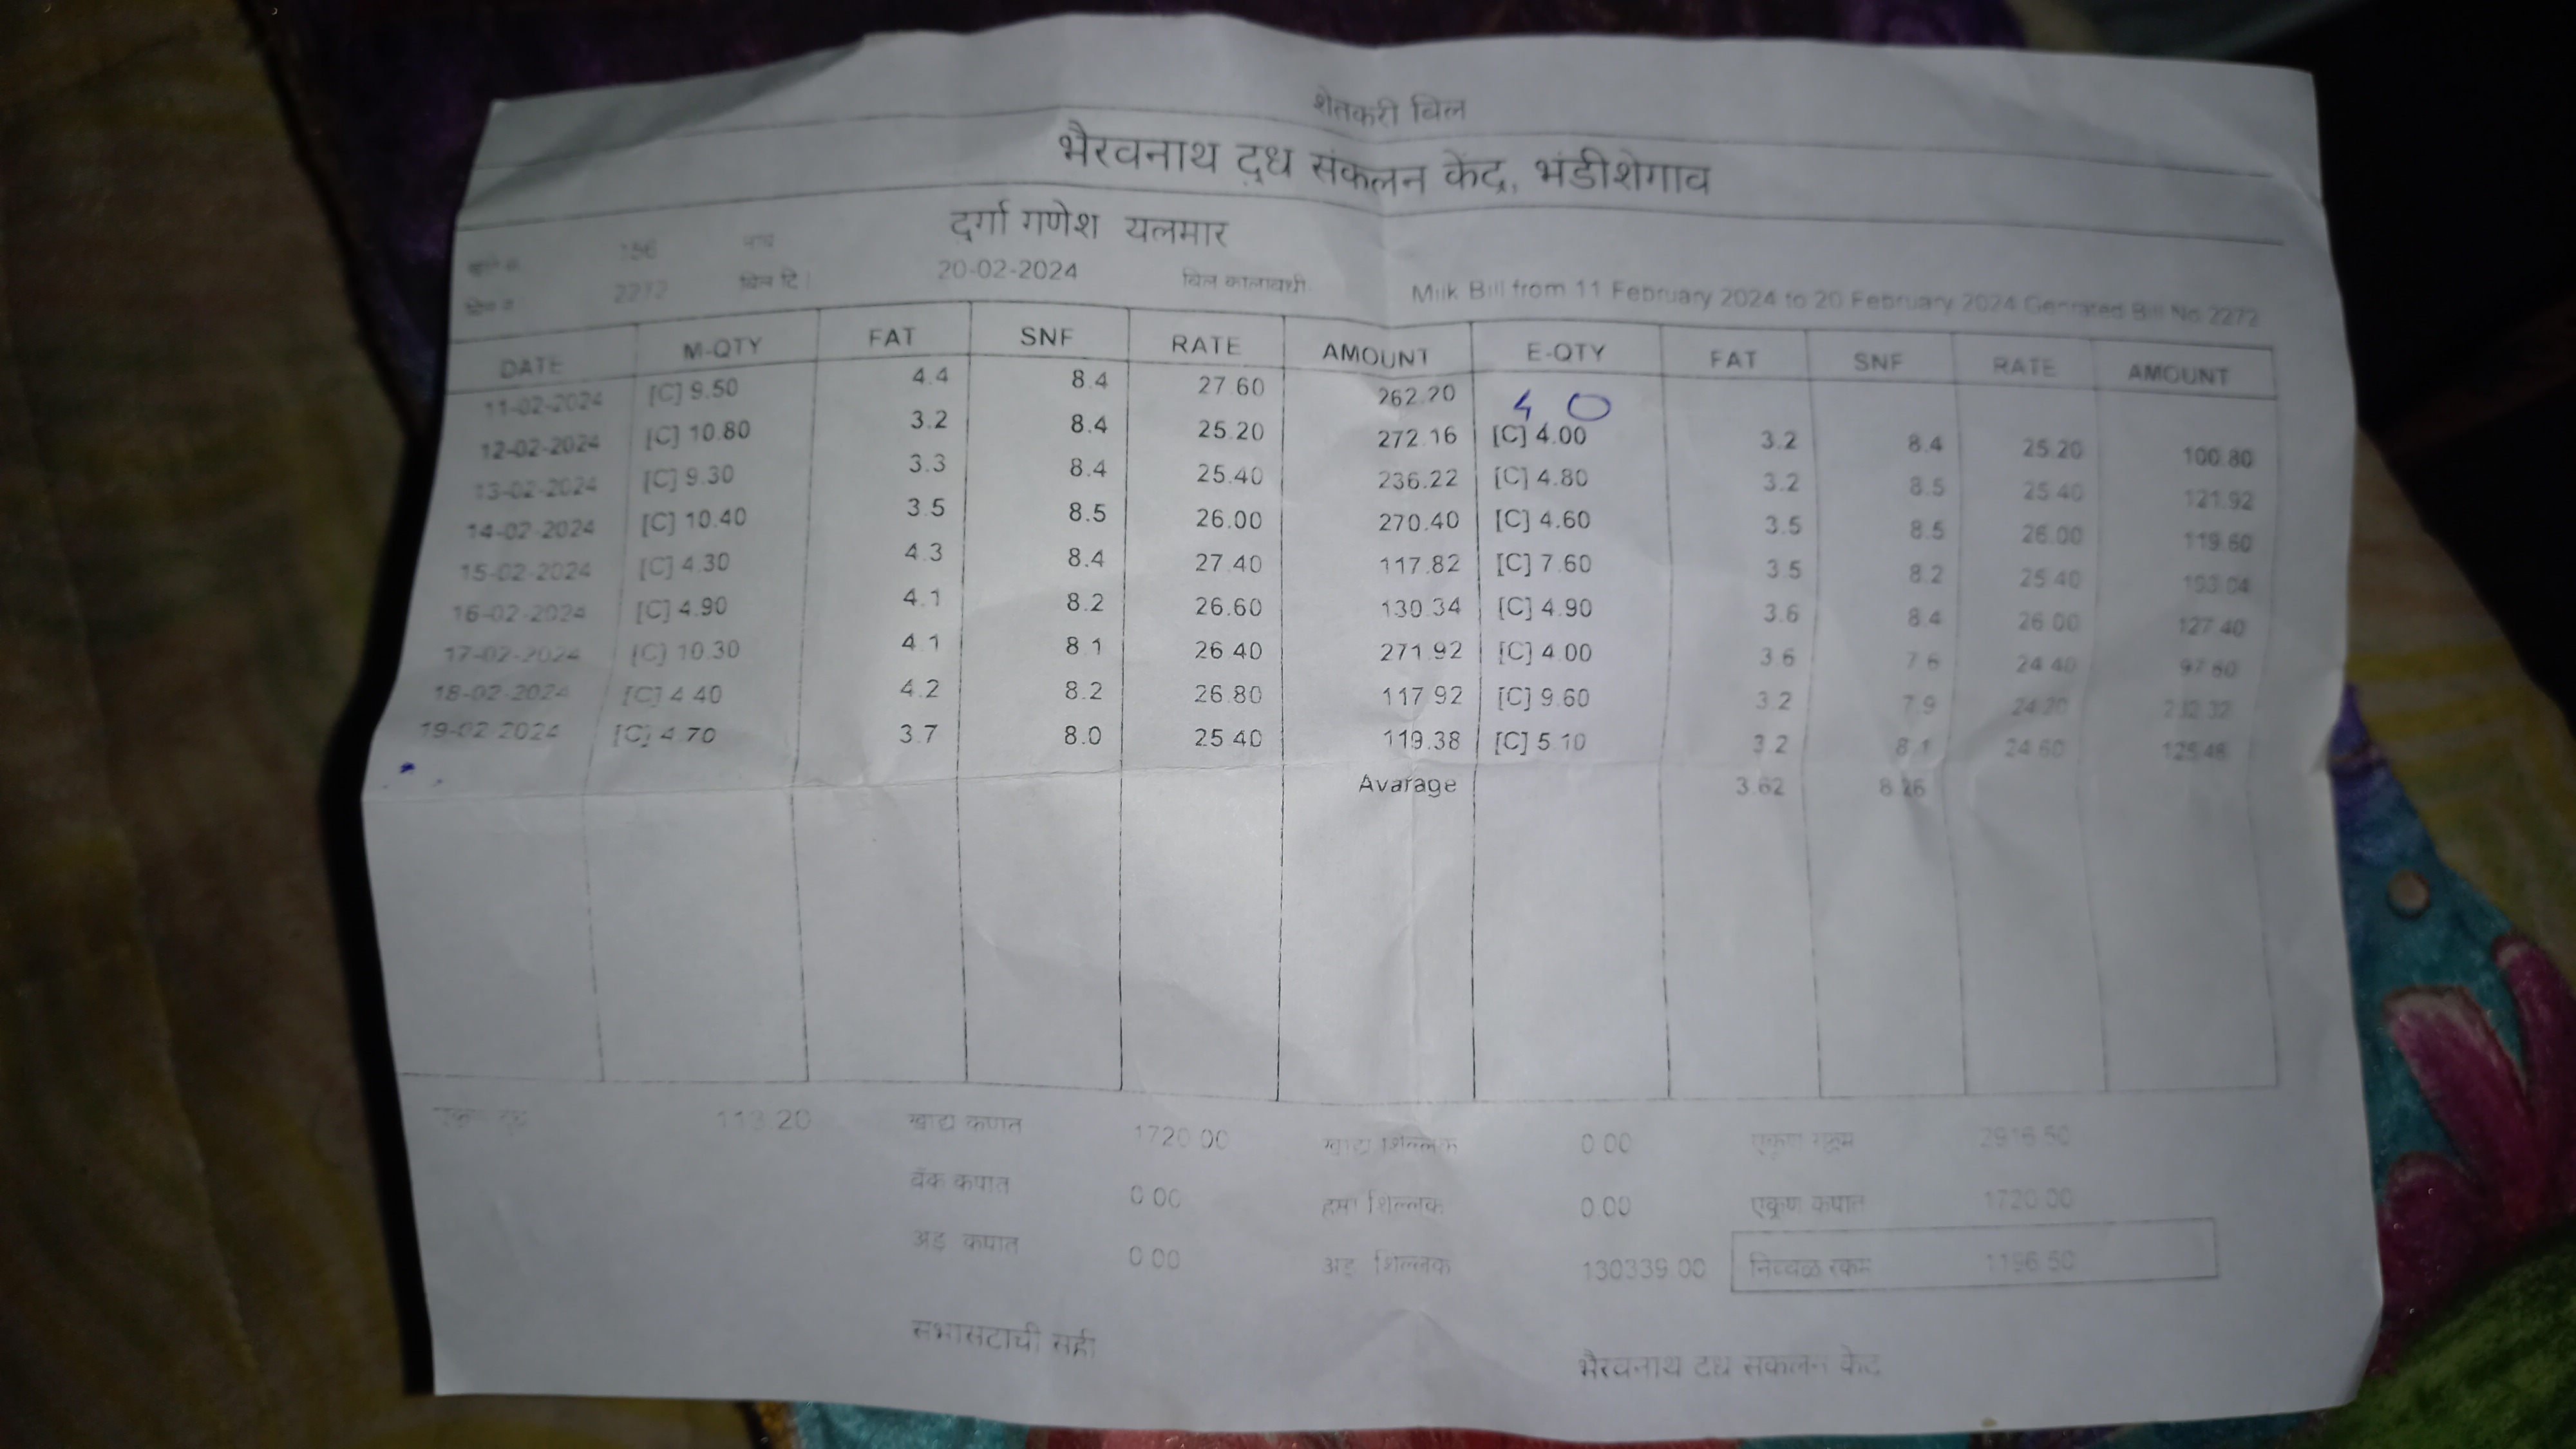 शेतकरी बिल
भैरवनाथ दूध संकलन केंद्र, भंडीशेगाव
156 नाव दुर्गा गणेश यलमार
बिल क्र 2272 बिल दि. 20-02-2024 बिल कालावधी Milk Bill from 11 February 2024 to 20 February 2024 Generated Bill No 2272
DATE M-QTY FAT SNF RATE AMOUNT E-QTY FAT SNF RATE AMOUNT
11-02-2024 [C] 9.50 4.4 8.4 27.60 262.20 4 0
12-02-2024 [C] 10.80 3.2 8.4 25.20 272.16 [C] 4.00 3.2 8.4 25.20 100.80
13-02-2024 [C] 9.30 3.3 8.4 25.40 236.22 [C] 4.80 3.2 8.5 25.40 121.92
14-02-2024 [C] 10.40 3.5 8.5 26.00 270.40 [C] 4.60 3.5 8.5 26.00 119.60
15-02-2024 [C] 4.30 4.3 8.4 27.40 117.82 [C] 7.60 3.5 8.2 25.40 193.04
16-02-2024 [C] 4.90 4.1 8.2 26.60 130.34 [C] 4.90 3.6 8.4 26.00 127.40
17-02-2024 [C] 10.30 4.1 8.1 26.40 271.92 [C] 4.00 3.6 7.6 24.40 97.60
18-02-2024 [C] 4.40 4.2 8.2 26.80 117.92 [C] 9.60 3.2 7.9 24.20 232.32
19-02-2024 [C] 4.70 3.7 8.0 25.40 119.38 [C] 5.10 3.2 8.1 24.60 125.46
Avarage 3.62 8.26
एकूण दूध 113.20 खाद्य कपात 1720.00 खाद्य शिल्लक 0.00 एकूण रक्कम 2916.50
बँक कपात 0.00 शिल्लक 0.00 एकूण कपात 1720.00
अॅड कपात 0.00 अॅड शिल्लक 130339.00 निव्वळ रक्कम 1196.50
सभासदाची सही भैरवनाथ दूध संकलन केंद्र